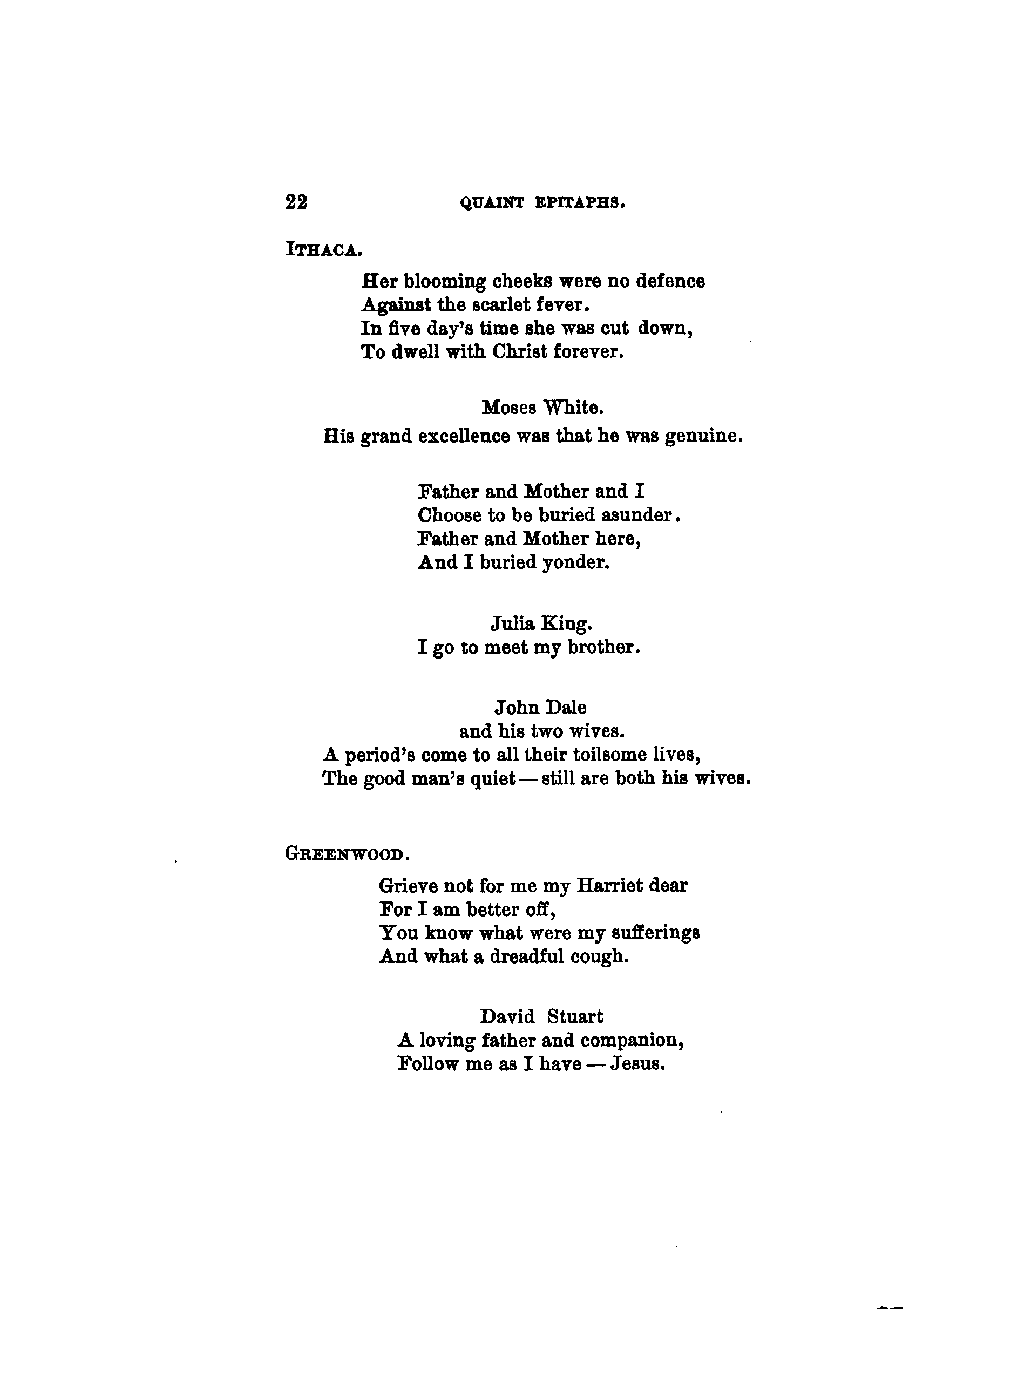 22 QUAINT EPITAPHS.
ITHACA.
Her blooming cheeks were no defence
Against the scarlet fever.
In five day's time she was cut down,
To dwell with Christ forever.
Moses White.
His grand excellence was that he was genuine.
Father and Mother and I
Choose to be buried asunder.
Father and Mother here,
And I buried yonder.
Julia King.
I go to meet my brother.
John Dale
and his two wives.
A period's come to all their toilsome lives,
The good man's quiet—still are both his wives.
GREENWOOD.
Grieve not for me my Harriet dear
For I am better off,
You know what were my sufferings
And what a dreadful cough.
David Stuart
A loving father and companion,
Follow me as I have — Jesus.